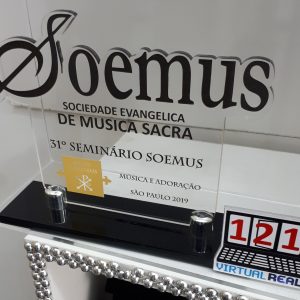 Soemus
SOCIEDADE EVANGELICA
DE MUSICA SACRA
31º SEMINÁRIO SOEMUS
MÚSICA E ADORAÇÃO
SÃO PAULO 2019
121
VIRTUAL REAL